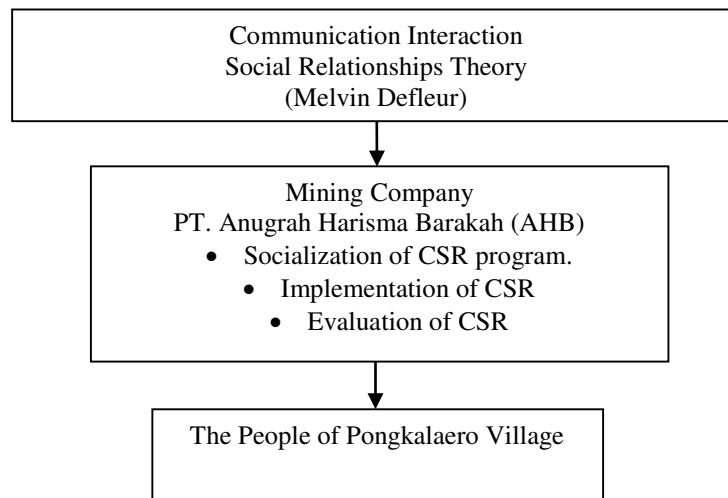 Communication Interaction
Social Relationships Theory
(Melvin Defleur)
Mining Company
PT. Anugrah Harisma Barakah (AHB)
• Socialization of CSR program.
• Implementation of CSR
• Evaluation of CSR
The People of Pongkalaero Village